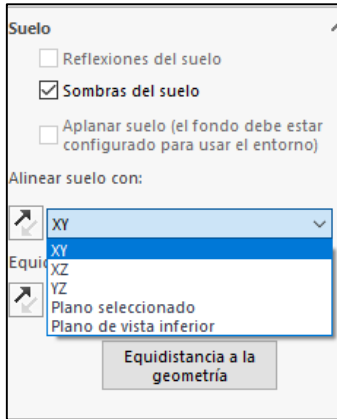 Suelo
Reflexiones del suelo
Sombras del suelo
Aplanar suelo (el fondo debe estar
configurado para usar el entorno)
Alinear suelo con:
XY
XY
XZ
YZ
Plano seleccionado
Plano de vista inferior
Equidistancia a la
geometría